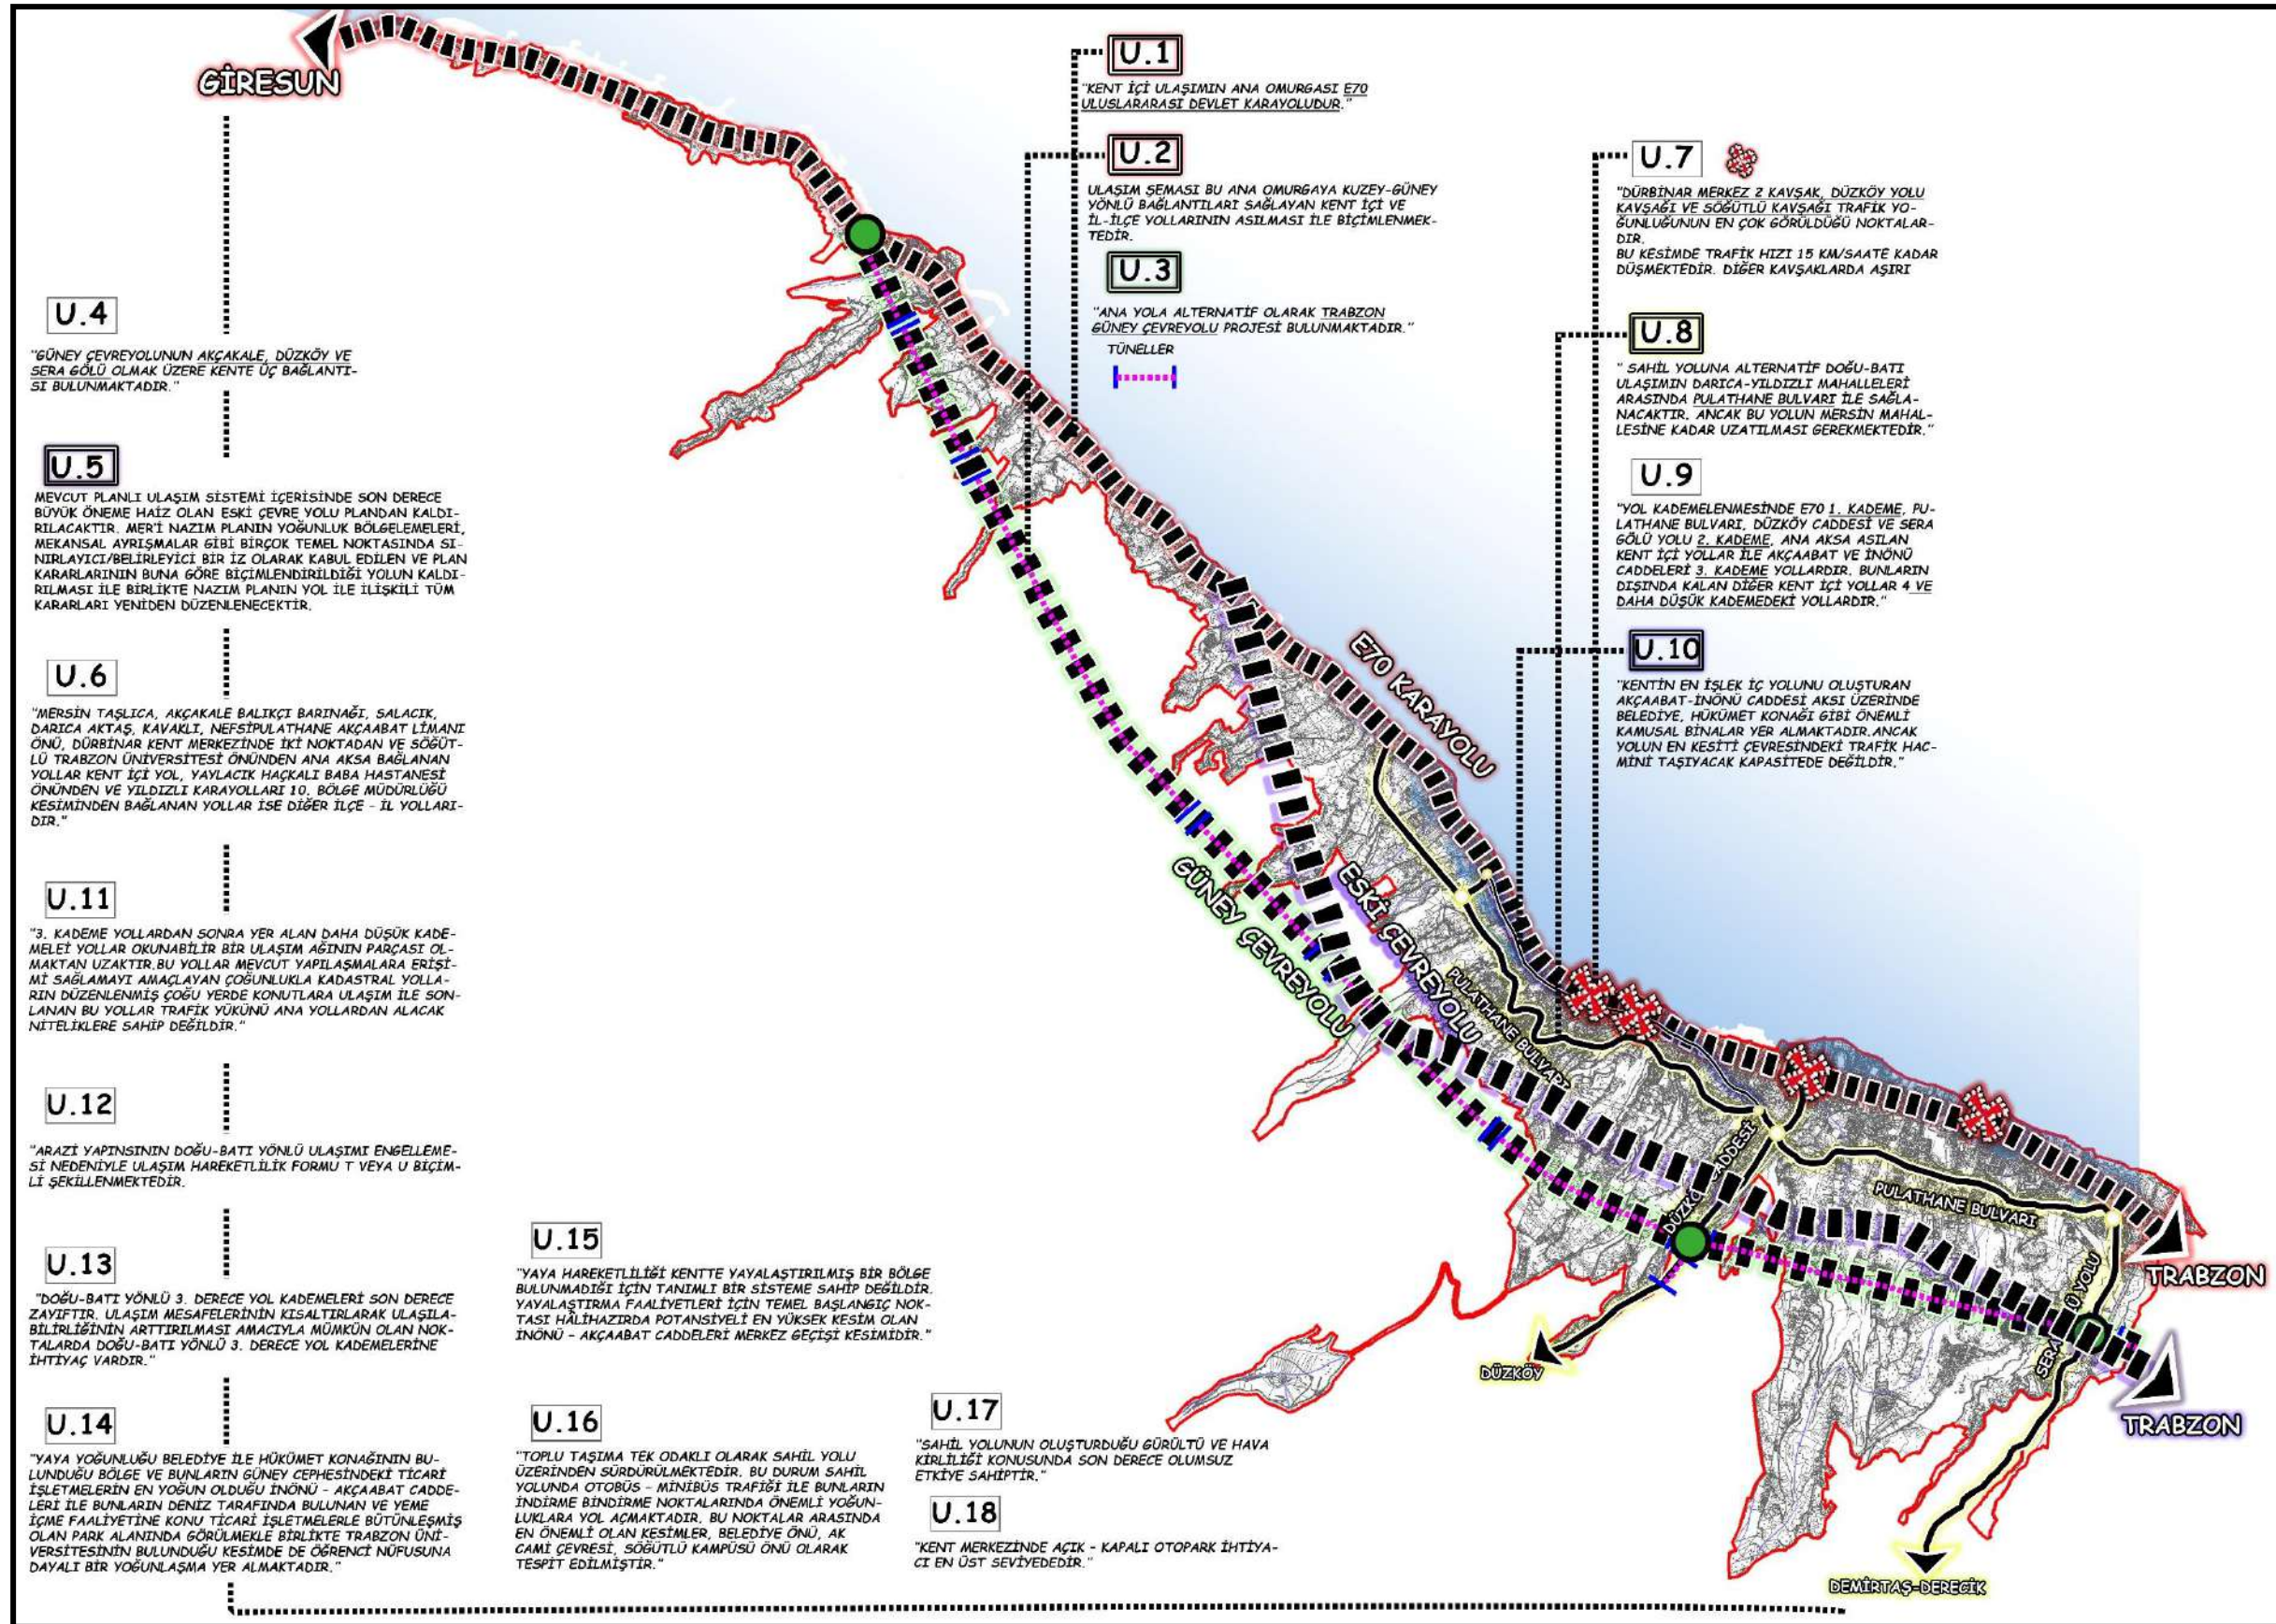 GİRESUN
U.1
"KENT İÇİ ULAŞIMIN ANA OMURGASI E70
ULUSLARARASI DEVLET KARAYOLUDUR."
U.2
ULAŞIM ŞEMASI BU ANA OMURGAYA KUZEY-GÜNEY
YÖNLÜ BAĞLANTILARI SAĞLAYAN KENT İÇİ VE
İL-İLÇE YOLLARININ ASILMASI İLE BİÇİMLENMEK-
TEDİR.
U.3
"ANA YOLA ALTERNATİF OLARAK TRABZON
GÜNEY ÇEVREYOLU PROJESİ BULUNMAKTADIR."
TÜNELLER
U.4
"GÜNEY ÇEVREYOLUNUN AKÇAKALE, DÜZKÖY VE
SERA GÖLÜ OLMAK ÜZERE KENTE ÜÇ BAĞLANTI-
SI BULUNMAKTADIR."
U.5
MEVCUT PLANLI ULAŞIM SİSTEMİ İÇERİSİNDE SON DERECE
BÜYÜK ÖNEME HAİZ OLAN ESKİ ÇEVRE YOLU PLANDAN KALDI-
RILACAKTIR. MER'İ NAZIM PLANIN YOĞUNLUK BÖLGELEMELERİ,
MEKANSAL AYRIŞMALAR GİBİ BİRÇOK TEMEL NOKTASINDA SI-
NIRLAYICI/BELİRLEYİCİ BİR İZ OLARAK KABUL EDİLEN VE PLAN
KARARLARININ BUNA GÖRE BİÇİMLENDİRİLDİĞİ YOLUN KALDI-
RILMASI İLE BİRLİKTE NAZIM PLANIN YOL İLE İLİŞKİLİ TÜM
KARARLARI YENİDEN DÜZENLENECEKTİR.
U.6
"MERSİN TAŞLICA, AKÇAKALE BALIKÇI BARINAĞI, SALACIK,
DARICA AKTAŞ, KAVAKLI, NEFSİPULATHANE AKÇAABAT LİMANI
ÖNÜ, DÜRBİNAR KENT MERKEZİNDE İKİ NOKTADAN VE SÖĞÜT-
LÜ TRABZON ÜNİVERSİTESİ ÖNÜNDEN ANA AKSA BAĞLANAN
YOLLAR KENT İÇİ YOL, YAYLACIK HAÇKALI BABA HASTANESİ
ÖNÜNDEN VE YILDIZLI KARAYOLLARI 10. BÖLGE MÜDÜRLÜĞÜ
KESİMİNDEN BAĞLANAN YOLLAR İSE DİĞER İLÇE - İL YOLLARI-
DIR."
U.7
"DÜRBİNAR MERKEZ 2 KAVŞAK, DÜZKÖY YOLU
KAVŞAĞI VE SÖĞÜTLÜ KAVŞAĞI TRAFİK YO-
ĞUNLUĞUNUN EN ÇOK GÖRÜLDÜĞÜ NOKTALAR-
DIR.
BU KESİMDE TRAFİK HIZI 15 KM/SAATE KADAR
DÜŞMEKTEDİR. DİĞER KAVŞAKLARDA AŞIRI
U.8
" SAHİL YOLUNA ALTERNATİF DOĞU-BATI
ULAŞIMIN DARICA-YILDIZLI MAHALLELERİ
ARASINDA PULATHANE BULVARI İLE SAĞLA-
NACAKTIR. ANCAK BU YOLUN MERSİN MAHAL-
LESİNE KADAR UZATILMASI GEREKMEKTEDİR."
U.9
"YOL KADEMELENMESİNDE E70 1. KADEME, PU-
LATHANE BULVARI, DÜZKÖY CADDESİ VE SERA
GÖLÜ YOLU 2. KADEME, ANA AKSA ASILAN
KENT İÇİ YOLLAR İLE AKÇAABAT VE İNÖNÜ
CADDELERİ 3. KADEME YOLLARDIR. BUNLARIN
DIŞINDA KALAN DİĞER KENT İÇİ YOLLAR 4 VE
DAHA DÜŞÜK KADEMEDEKİ YOLLARDIR."
U.10
"KENTİN EN İŞLEK İÇ YOLUNU OLUŞTURAN
AKÇAABAT-İNÖNÜ CADDESİ AKSI ÜZERİNDE
BELEDİYE, HÜKÜMET KONAĞI GİBİ ÖNEMLİ
KAMUSAL BİNALAR YER ALMAKTADIR.ANCAK
YOLUN EN KESİTİ ÇEVRESİNDEKİ TRAFİK HAC-
MİNİ TAŞIYACAK KAPASİTEDE DEĞİLDİR."
U.11
"3. KADEME YOLLARDAN SONRA YER ALAN DAHA DÜŞÜK KADE-
MELEİ YOLLAR OKUNABİLİR BİR ULAŞIM AĞININ PARÇASI OL-
MAKTAN UZAKTIR.BU YOLLAR MEVCUT YAPILAŞMALARA ERİŞİ-
Mİ SAĞLAMAYI AMAÇLAYAN ÇOĞUNLUKLA KADASTRAL YOLLA-
RIN DÜZENLENMİŞ ÇOĞU YERDE KONUTLARA ULAŞIM İLE SON-
LANAN BU YOLLAR TRAFİK YÜKÜNÜ ANA YOLLARDAN ALACAK
NİTELİKLERE SAHİP DEĞİLDİR."
U.12
"ARAZİ YAPINSININ DOĞU-BATI YÖNLÜ ULAŞIMI ENGELLEME-
Sİ NEDENİYLE ULAŞIM HAREKETLİLİK FORMU T VEYA U BİÇİM-
Lİ ŞEKİLLENMEKTEDİR.
U.13
"DOĞU-BATI YÖNLÜ 3. DERECE YOL KADEMELERİ SON DERECE
ZAYIFTIR. ULAŞIM MESAFELERİNİN KISALTIRLARAK ULAŞILA-
BİLİRLİĞİNİN ARTTIRILMASI AMACIYLA MÜMKÜN OLAN NOK-
TALARDA DOĞU-BATI YÖNLÜ 3. DERECE YOL KADEMELERİNE
İHTİYAÇ VARDIR."
U.14
"YAYA YOĞUNLUĞU BELEDİYE İLE HÜKÜMET KONAĞININ BU-
LUNDUĞU BÖLGE VE BUNLARIN GÜNEY CEPHESİNDEKİ TİCARİ
İŞLETMELERİN EN YOĞUN OLDUĞU İNÖNÜ - AKÇAABAT CADDE-
LERİ İLE BUNLARIN DENİZ TARAFINDA BULUNAN VE YEME
İÇME FAALİYETİNE KONU TİCARİ İŞLETMELERLE BÜTÜNLEŞMİŞ
OLAN PARK ALANINDA GÖRÜLMEKLE BİRLİKTE TRABZON ÜNİ-
VERSİTESİNİN BULUNDUĞU KESİMDE DE ÖĞRENCİ NÜFUSUNA
DAYALI BİR YOĞUNLAŞMA YER ALMAKTADIR."
U.15
"YAYA HAREKETLİLİĞİ KENTTE YAYALAŞTIRILMIŞ BİR BÖLGE
BULUNMADIĞI İÇİN TANIMLI BİR SİSTEME SAHİP DEĞİLDİR.
YAYALAŞTIRMA FAALİYETLERİ İÇİN TEMEL BAŞLANGIÇ NOK-
TASI HÂLİHAZIRDA POTANSİYELİ EN YÜKSEK KESİM OLAN
İNÖNÜ - AKÇAABAT CADDELERİ MERKEZ GEÇİŞİ KESİMİDİR."
U.16
"TOPLU TAŞIMA TEK ODAKLI OLARAK SAHİL YOLU
ÜZERİNDEN SÜRDÜRÜLMEKTEDİR. BU DURUM SAHİL
YOLUNDA OTOBÜS - MİNİBÜS TRAFİĞİ İLE BUNLARIN
İNDİRME BİNDİRME NOKTALARINDA ÖNEMLİ YOĞUN-
LUKLARA YOL AÇMAKTADIR. BU NOKTALAR ARASINDA
EN ÖNEMLİ OLAN KESİMLER, BELEDİYE ÖNÜ, AK
CAMİ ÇEVRESİ, SÖĞÜTLÜ KAMPÜSÜ ÖNÜ OLARAK
TESPİT EDİLMİŞTİR."
U.17
"SAHİL YOLUNUN OLUŞTURDUĞU GÜRÜLTÜ VE HAVA
KİRLİLİĞİ KONUSUNDA SON DERECE OLUMSUZ
ETKİYE SAHİPTİR."
U.18
"KENT MERKEZİNDE AÇIK - KAPALI OTOPARK İHTİYA-
CI EN ÜST SEVİYEDEDİR."
E70 KARAYOLU
GÜNEY ÇEVREYOLU
ESKİ ÇEVREYOLU
PULATHANE BULVARI
CADDESİ
PULATHANE BULVARI
SERA
YOLU
TRABZON
TRABZON
DÜZKÖY
DEMİRTAŞ-DERECİK